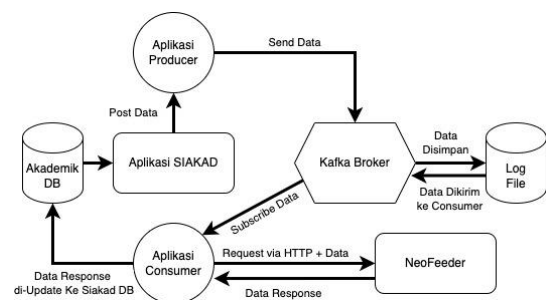 Aplikasi
Producer
Send Data
Post Data
Akademik
DB
Aplikasi SIAKAD
Kafka Broker
Data
Disimpan
Log
File
Data Dikirim
ke Consumer
Subscribe Data
Aplikasi
Consumer
Request via HTTP + Data
NeoFeeder
Data Response
di-Update Ke Siakad DB
Data Response